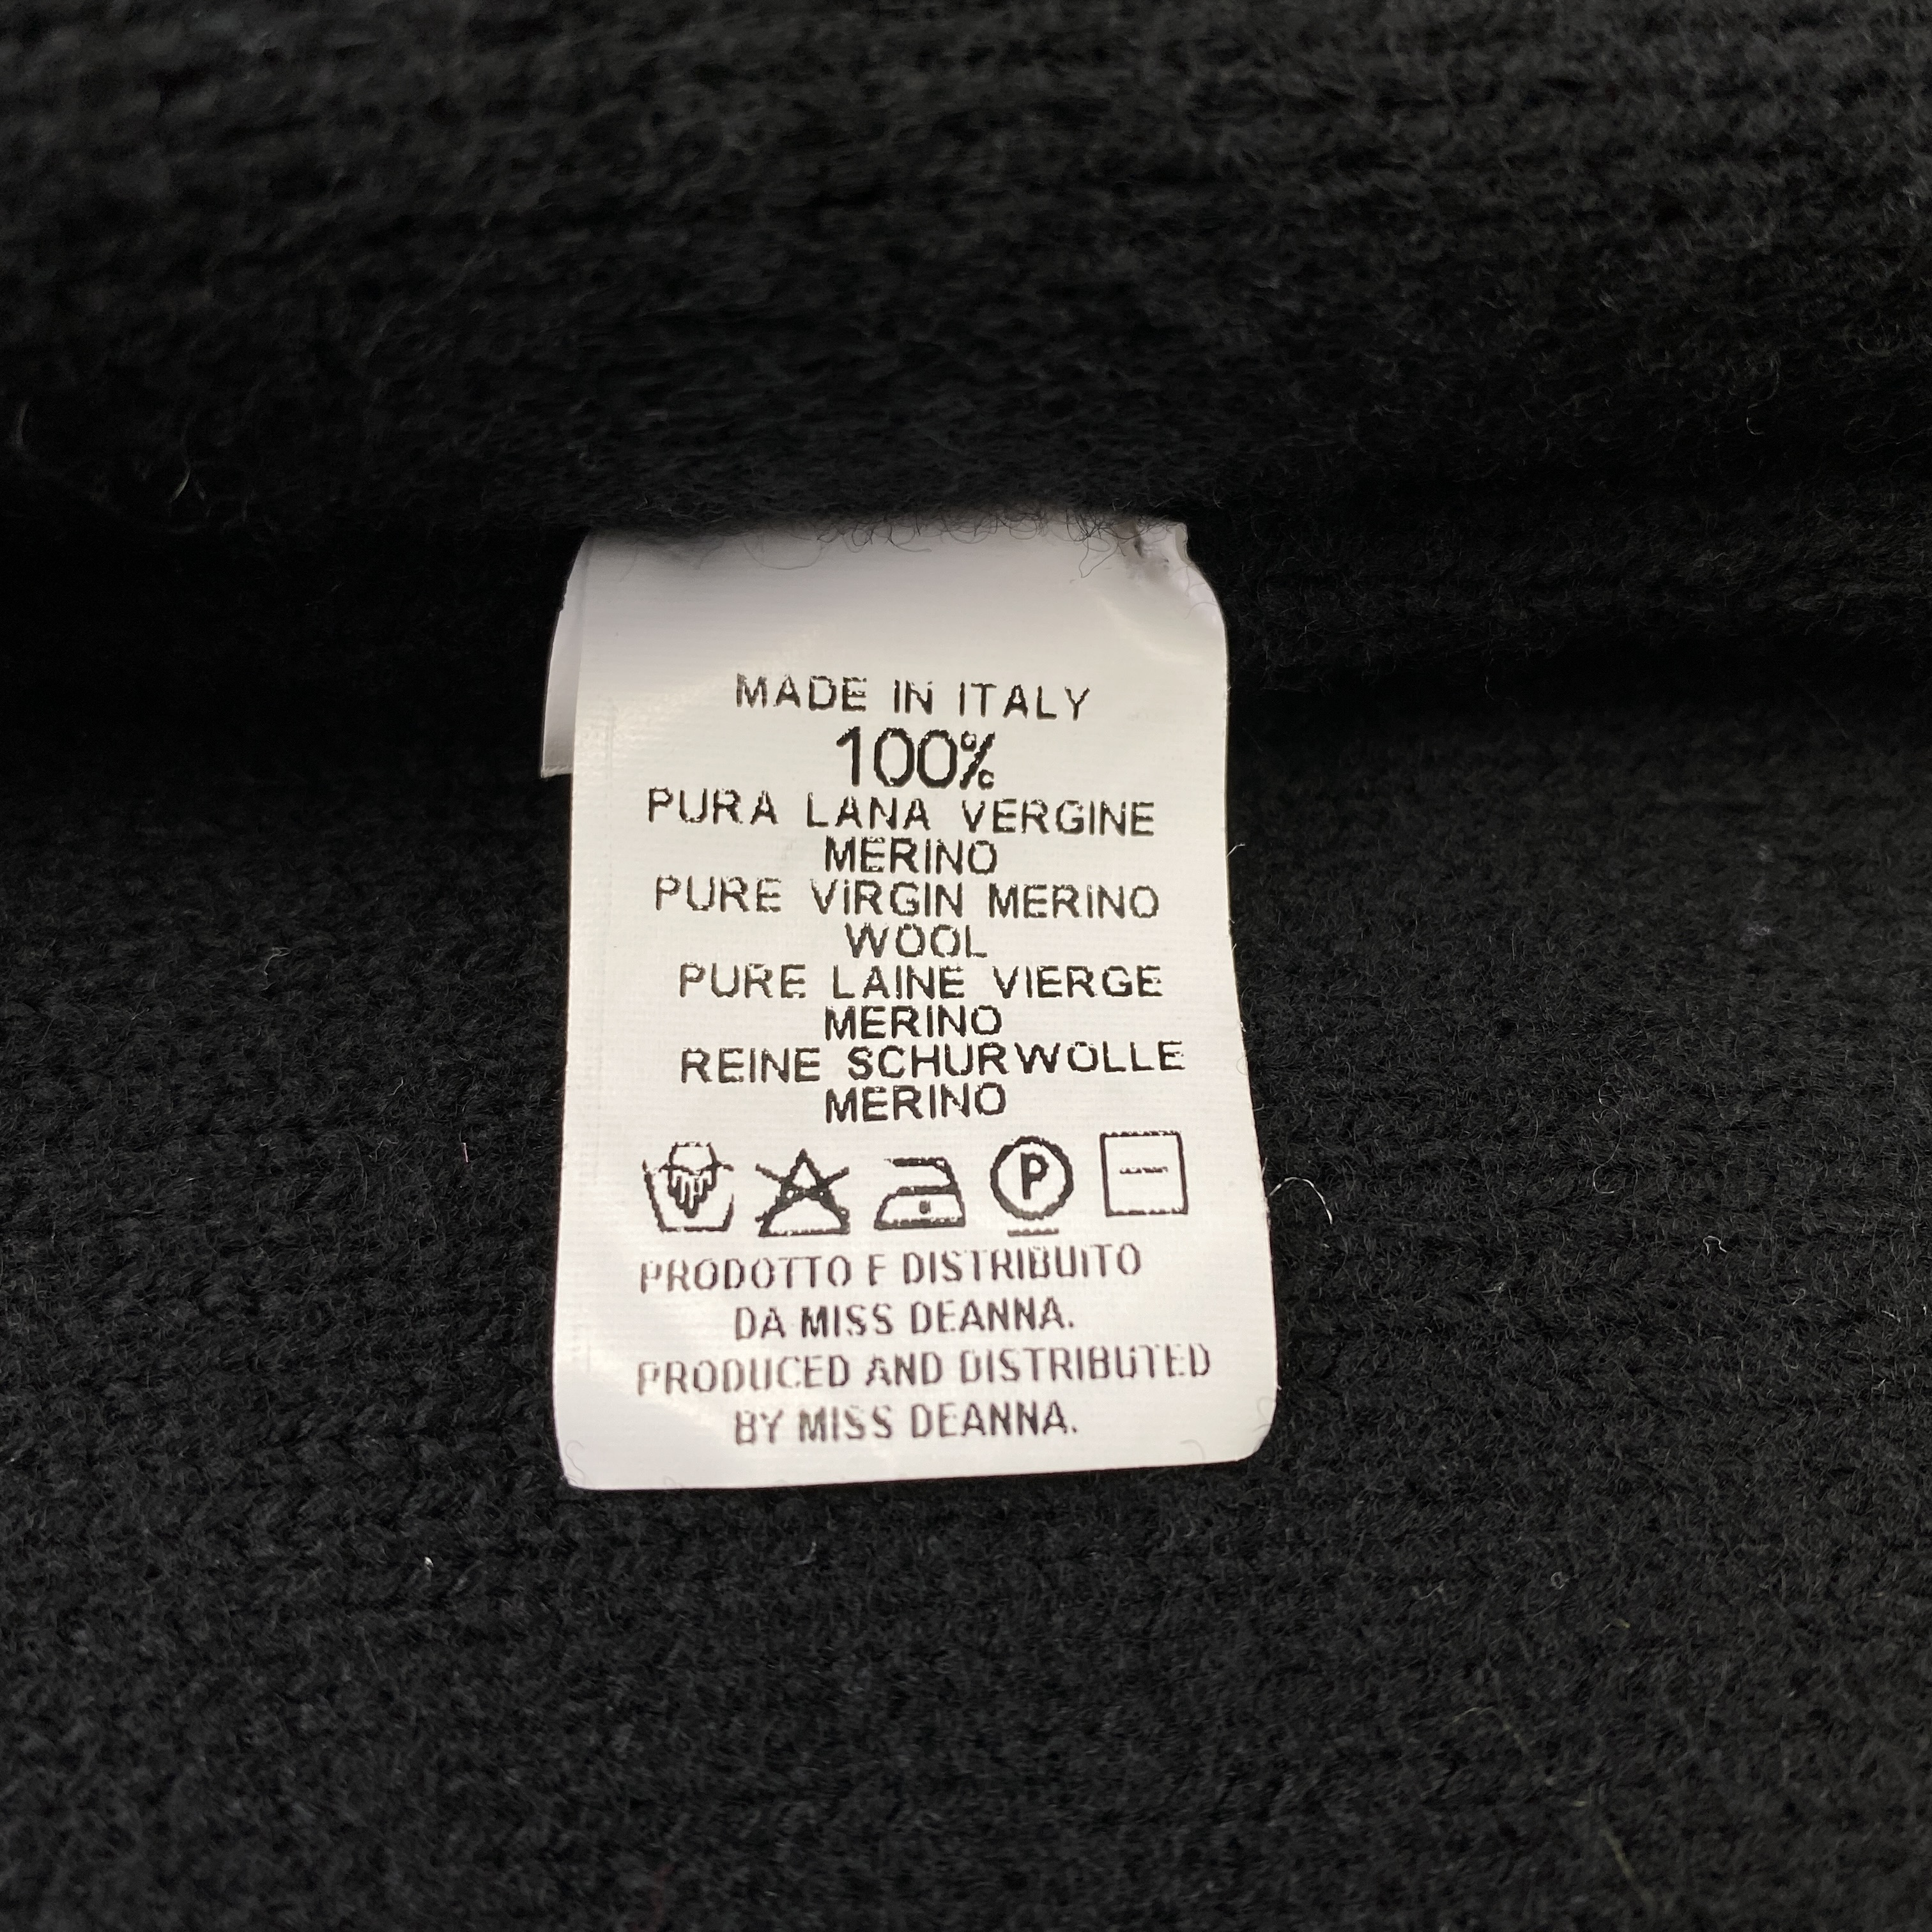 MADE IN ITALY
100%
PURA LANA VERGINE
MERINO
PURE VIRGIN MERINO
WOOL
PURE LAINE VIERGE
MERINO
REINE SCHURWOLLE
MERINO
P
PRODOTTO E DISTRIBUITO
DA MISS DEANNA.
PRODUCED AND DISTRIBUTED
BY MISS DEANNA.